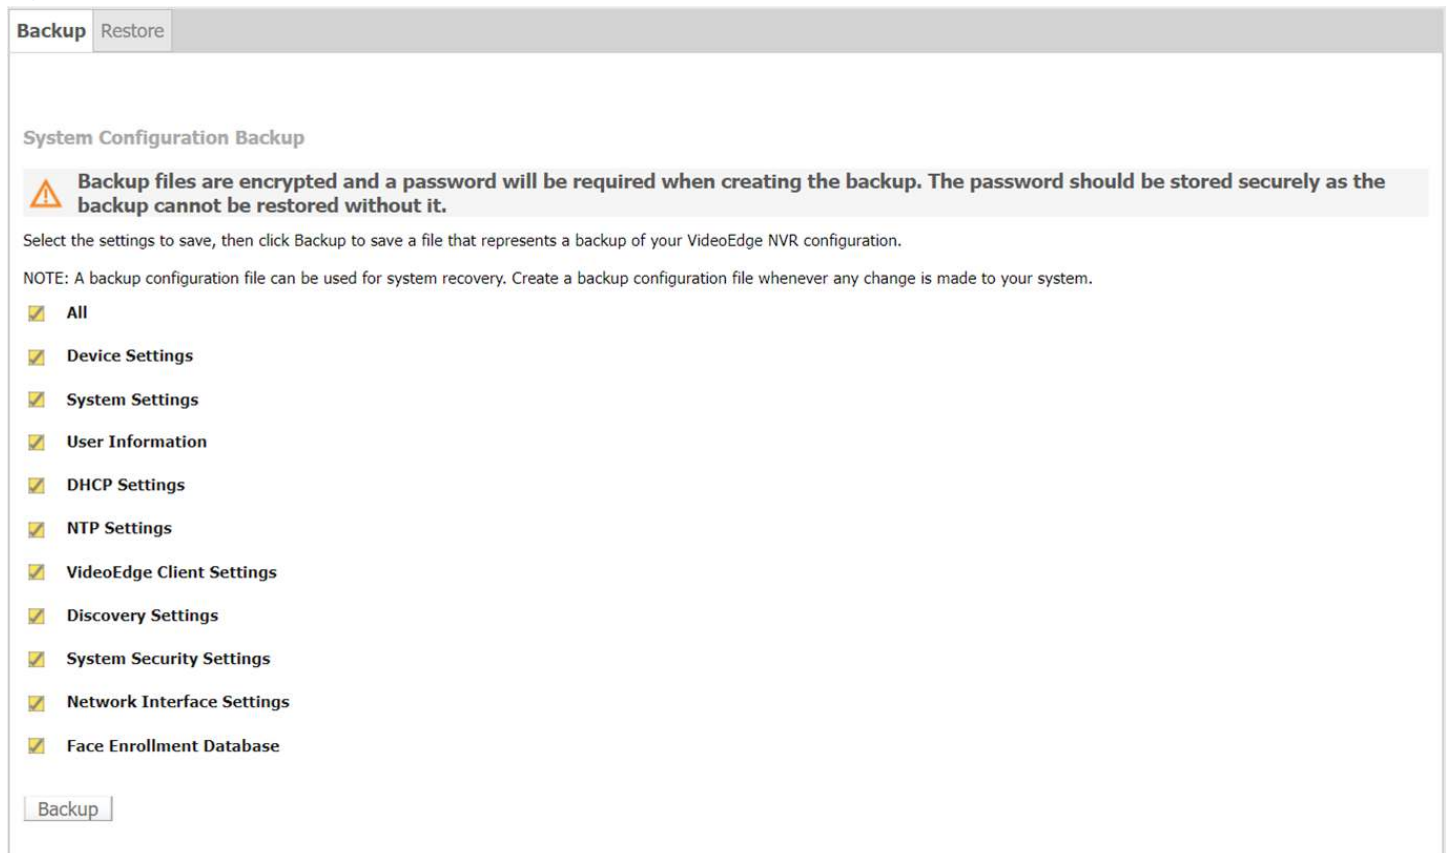 Backup Restore
System Configuration Backup
Backup files are encrypted and a password will be required when creating the backup. The password should be stored securely as the
backup cannot be restored without it.
Select the settings to save, then click Backup to save a file that represents a backup of your VideoEdge NVR configuration.
NOTE: A backup configuration file can be used for system recovery. Create a backup configuration file whenever any change is made to your system.
All
Device Settings
System Settings
User Information
DHCP Settings
NTP Settings
VideoEdge Client Settings
Discovery Settings
System Security Settings
Network Interface Settings
Face Enrollment Database
Backup